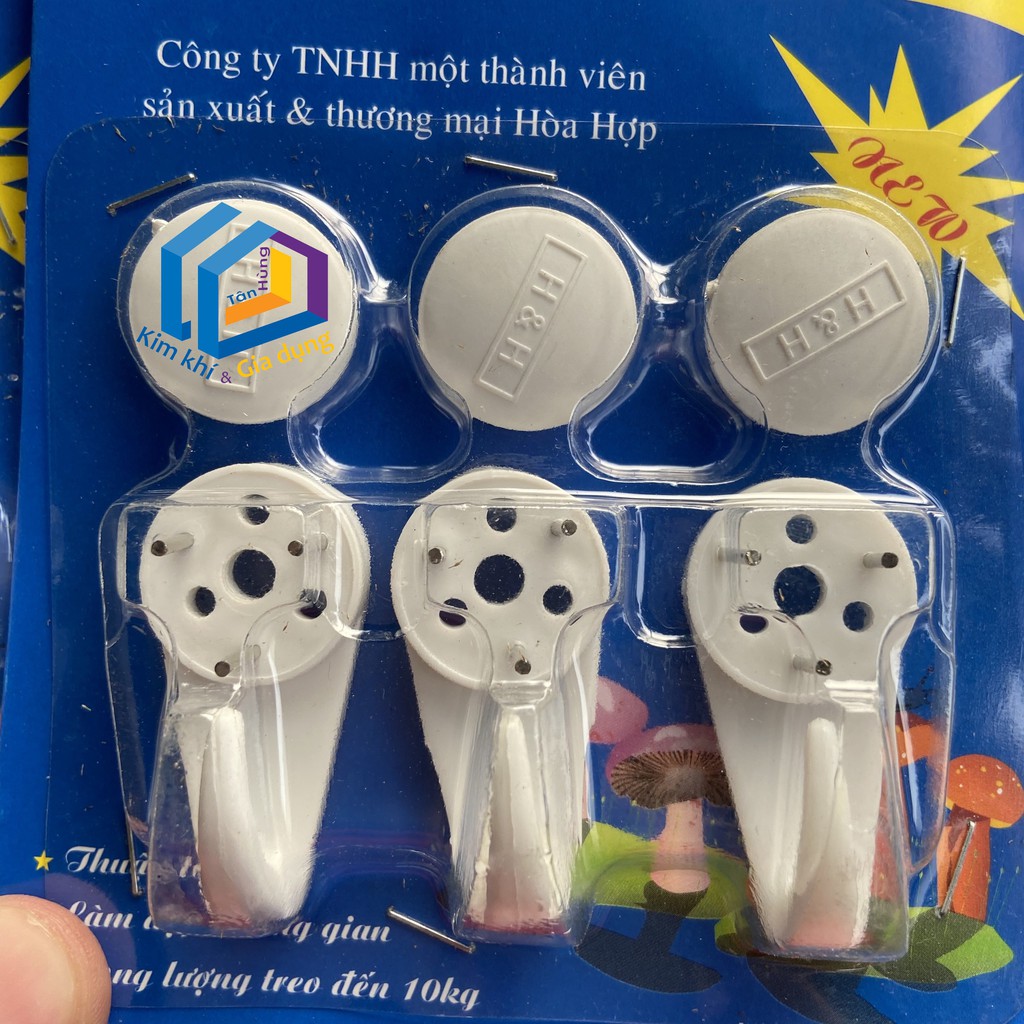 Công ty TNHH một thành viên
sản xuất & thương mại Hòa Hợp
NEW
Tân Hùng
Kim khí & Gia dụng
H & H
H & H
gian
lượng treo đến 10kg